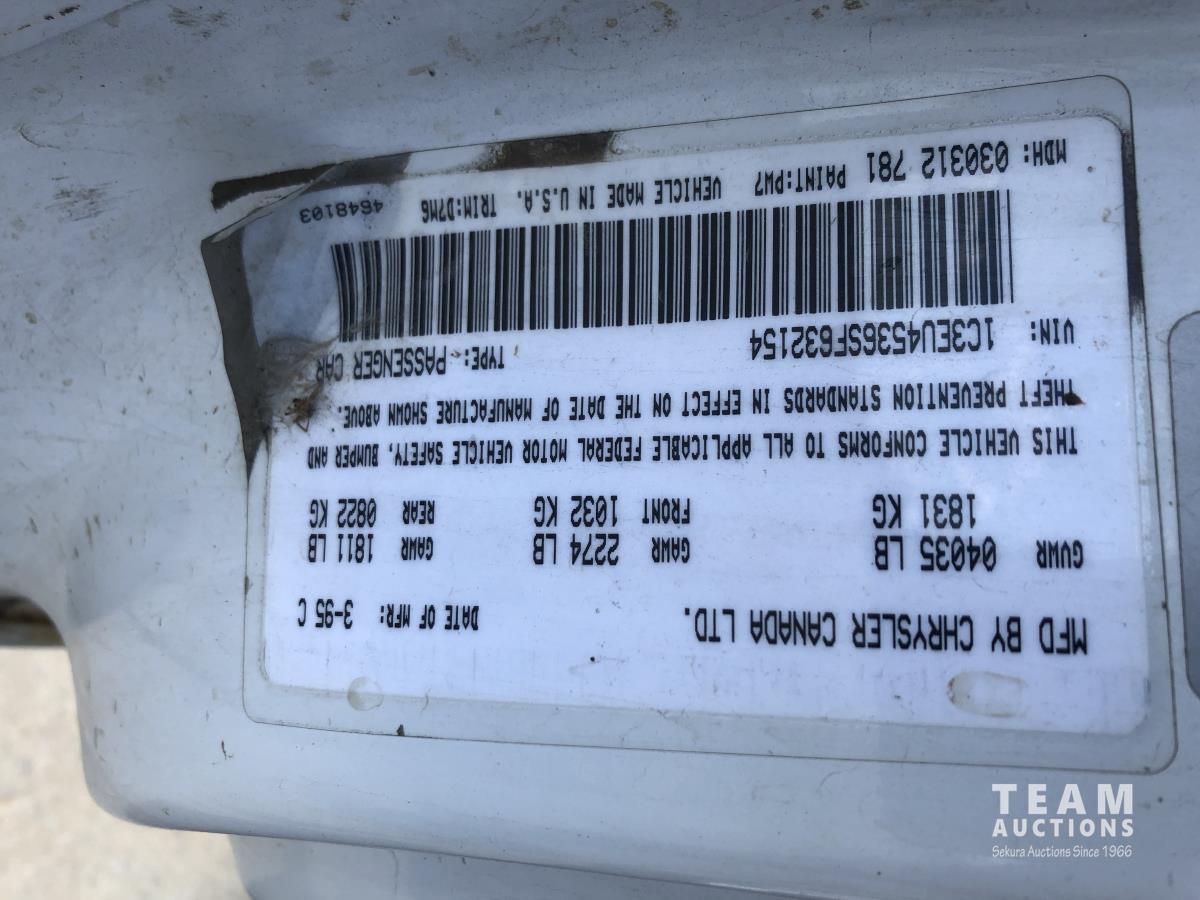 MFD BY CHRYSLER CANADA LTD. DATE OF MFR: 3-95 C
GVWR 04035 LB GAWR 2274 LB GAWR 1811 LB
1831 KG FRONT 1032 KG REAR 0822 KG
THIS VEHICLE CONFORMS TO ALL APPLICABLE FEDERAL MOTOR VEHICLE SAFETY, BUMPER AND
THEFT PREVENTION STANDARDS IN EFFECT ON THE DATE OF MANUFACTURE SHOWN ABOVE.
VIN: 1C3EU4536SF632154 TYPE: PASSENGER CAR
MDH: 030312 781 PAINT:PW7 VEHICLE MADE IN U.S.A. TRIM:D7M6 4648103
TEAM
AUCTIONS
Sekura Auctions Since 1966